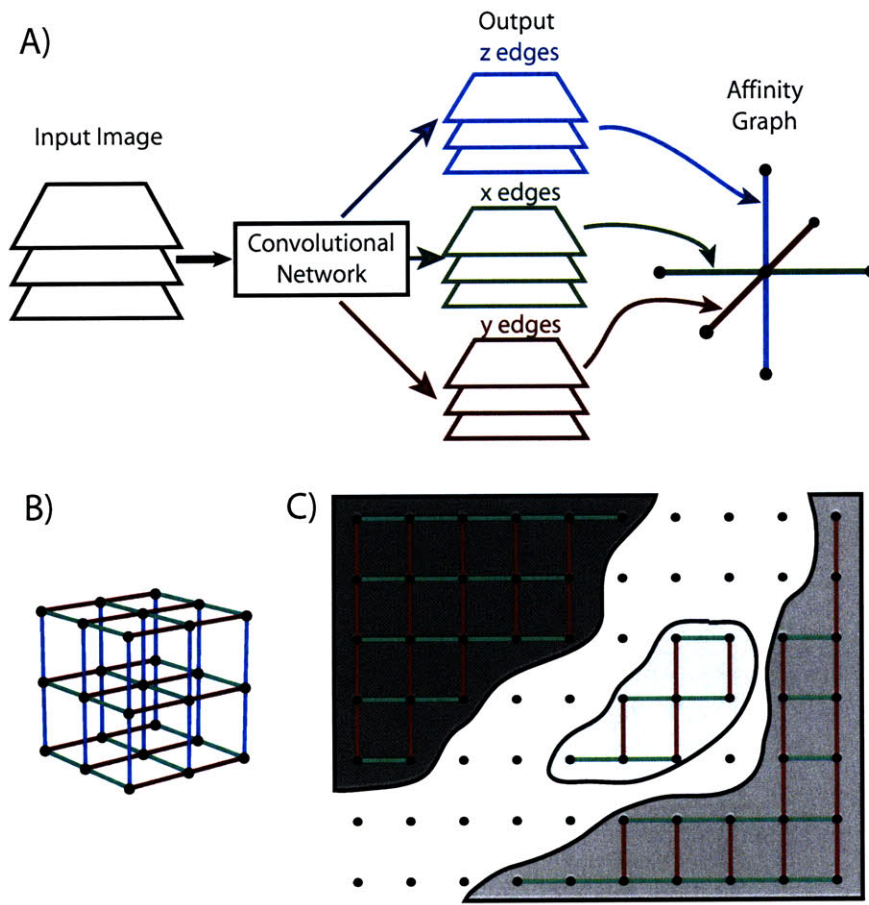 A)
Output
z edges
Affinity
Graph
Input Image
x edges
Convolutional
Network
y edges
B)
C)